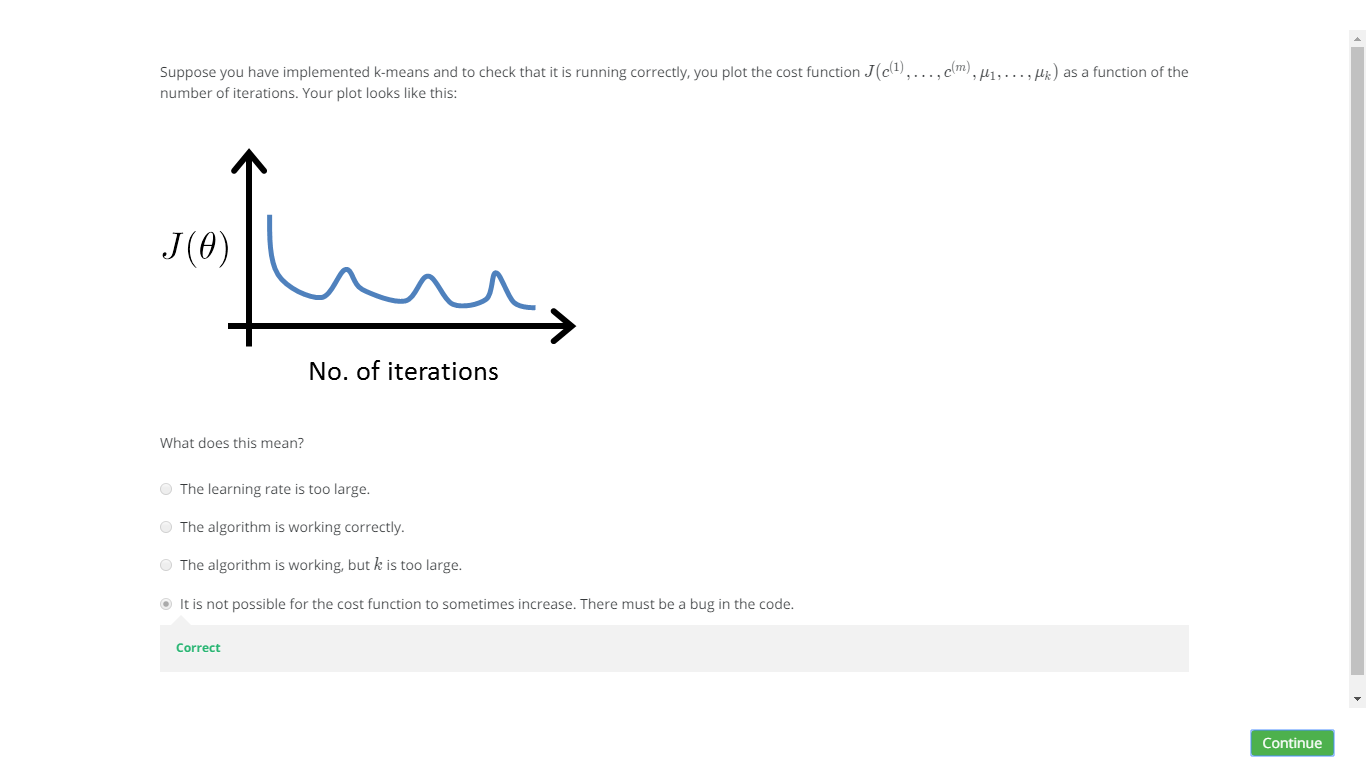 Suppose you have implemented k-means and to check that it is running correctly, you plot the cost function J(c⁽¹⁾, . . . , c⁽ᵐ⁾, μ₁, . . . , μₖ) as a function of the
number of iterations. Your plot looks like this:
J(θ)
No. of iterations
What does this mean?
The learning rate is too large.
The algorithm is working correctly.
The algorithm is working, but k is too large.
It is not possible for the cost function to sometimes increase. There must be a bug in the code.
Correct
Continue